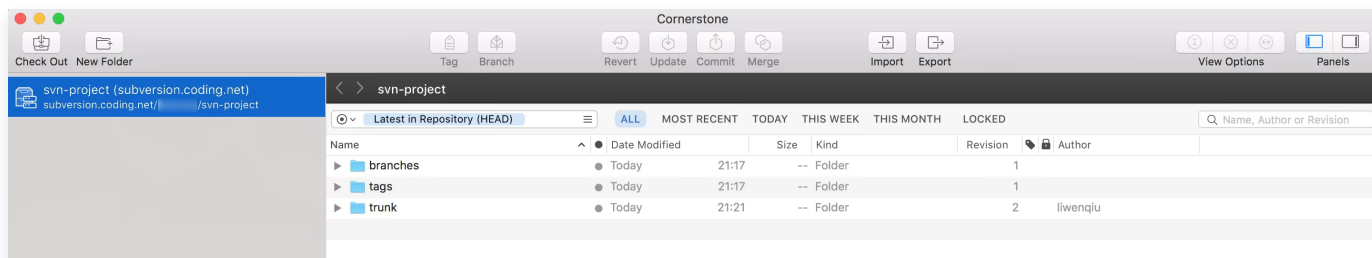 Cornerstone
Check Out New Folder Tag Branch Revert Update Commit Merge Import Export View Options Panels
svn-project (subversion.coding.net)
subversion.coding.net/ /svn-project
svn-project
Latest in Repository (HEAD) ALL MOST RECENT TODAY THIS WEEK THIS MONTH LOCKED Name, Author or Revision
Name Date Modified Size Kind Revision Author
branches Today 21:17 -- Folder 1
tags Today 21:17 -- Folder 1
trunk Today 21:21 -- Folder 2 liwenqiu